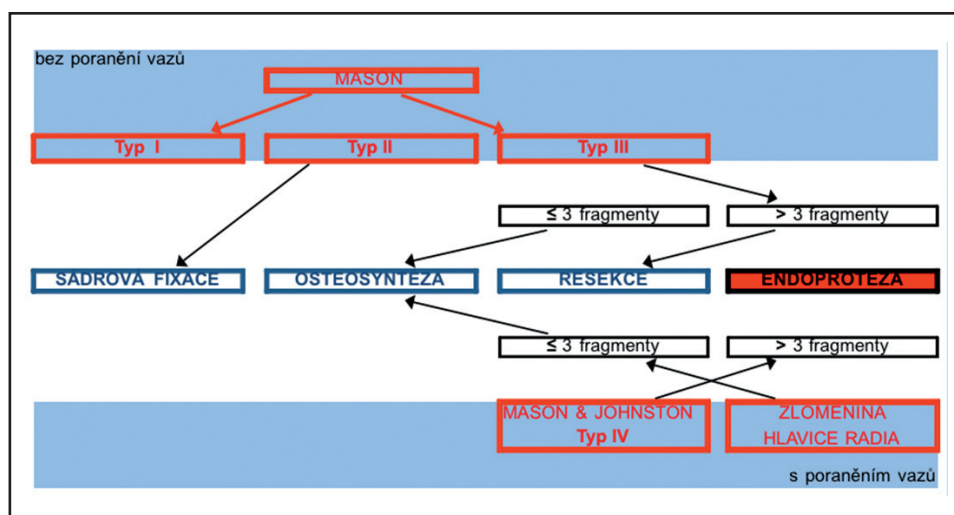 bez poranění vazů
MASON
Typ I
Typ II
Typ III
≤ 3 fragmenty
> 3 fragmenty
SÁDROVÁ FIXACE
OSTEOSYNTÉZA
RESEKCE
ENDOPROTÉZA
≤ 3 fragmenty
> 3 fragmenty
MASON & JOHNSTON
Typ IV
ZLOMENINA
HLAVICE RADIA
s poraněním vazů